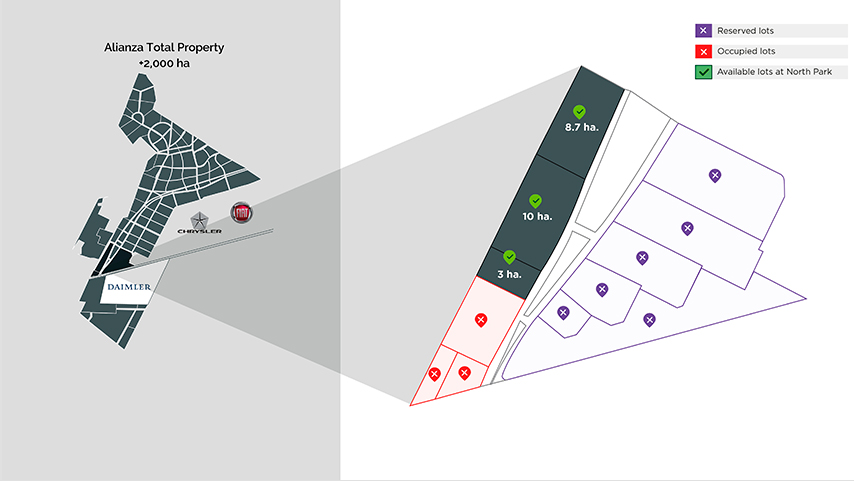 Alianza Total Property
+2,000 ha
CHRYSLER
FIAT
DAIMLER
Reserved lots
Occupied lots
Available lots at North Park
8.7 ha.
10 ha.
3 ha.